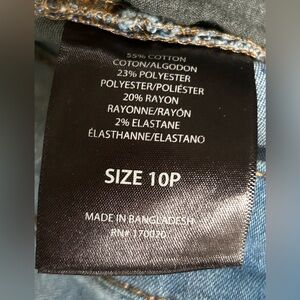 55% COTTON
COTON/ALGODON
23% POLYESTER
POLYESTER/POLIÉSTER
20% RAYON
RAYONNE/RAYÓN
2% ELASTANE
ÉLASTHANNE/ELASTANO
SIZE 10P
MADE IN BANGLADESH
RN# 170020